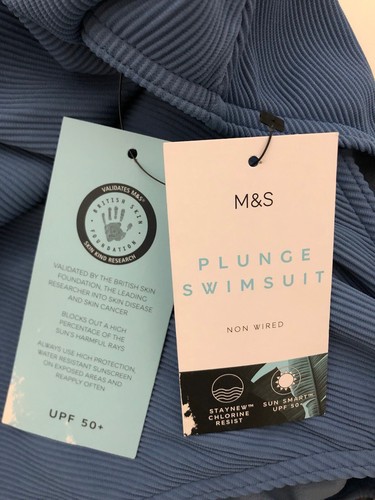 VALIDATES M&S'
BRITISH SKIN
FOUNDATION
SKIN KIND RESEARCH
VALIDATED BY THE BRITISH SKIN
FOUNDATION, THE LEADING
RESEARCHER INTO SKIN DISEASE
AND SKIN CANCER
BLOCKS OUT A HIGH
PERCENTAGE OF THE
SUN'S HARMFUL RAYS
ALWAYS USE HIGH PROTECTION,
WATER RESISTANT SUNSCREEN
ON EXPOSED AREAS AND
REAPPLY OFTEN
UPF 50+
M&S
PLUNGE
SWIMSUIT
NON WIRED
STAYNEW™
CHLORINE
RESIST
SUN SMART™
UPF 50+